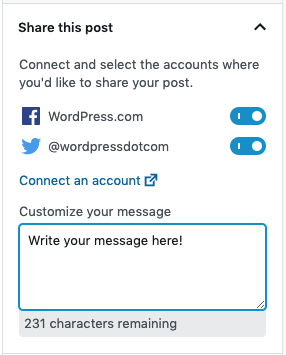 Share this post
Connect and select the accounts where
you'd like to share your post.
WordPress.com
@wordpressdotcom
Connect an account
Customize your message
Write your message here!
231 characters remaining